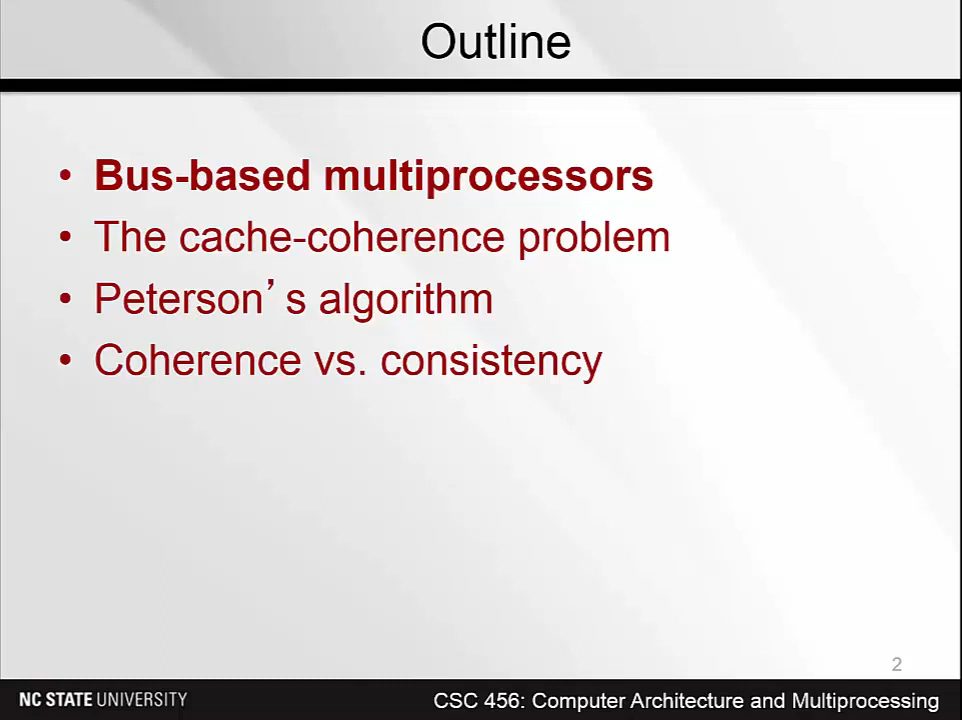 Outline
• Bus-based multiprocessors
• The cache-coherence problem
• Peterson’s algorithm
• Coherence vs. consistency
2
NC STATE UNIVERSITY
CSC 456: Computer Architecture and Multiprocessing